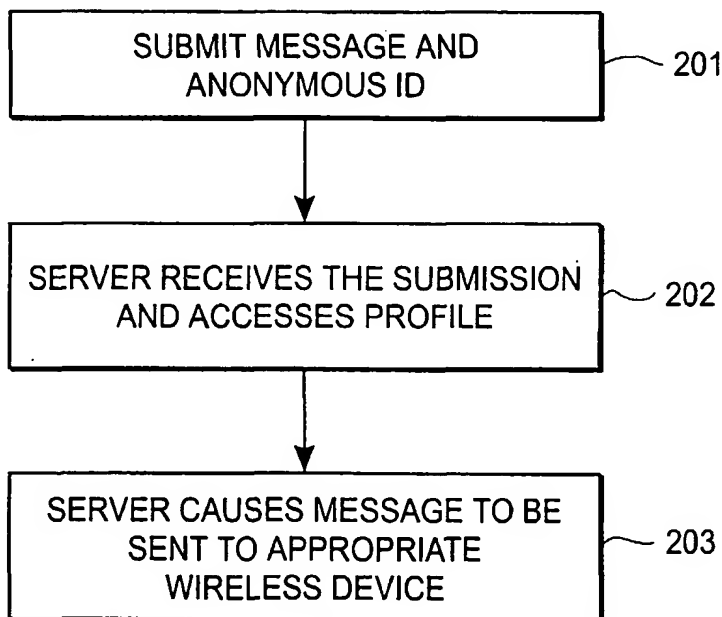 SUBMIT MESSAGE AND
ANONYMOUS ID
201
SERVER RECEIVES THE SUBMISSION
AND ACCESSES PROFILE
202
SERVER CAUSES MESSAGE TO BE
SENT TO APPROPRIATE
WIRELESS DEVICE
203